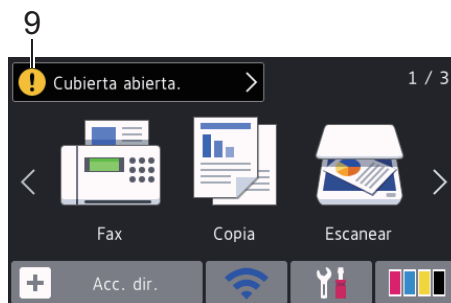 9
! Cubierta abierta.
1 / 3
Fax Copia Escanear
+ Acc. dir.